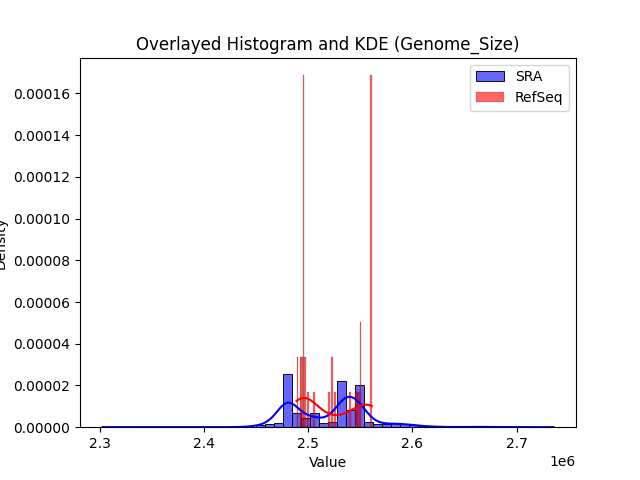 Overlayed Histogram and KDE (Genome_Size)
SRA
RefSeq
0.00016
0.00014
0.00012
0.00010
0.00008
0.00006
0.00004
0.00002
0.00000
Density
2.3 2.4 2.5 2.6 2.7
1e6
Value